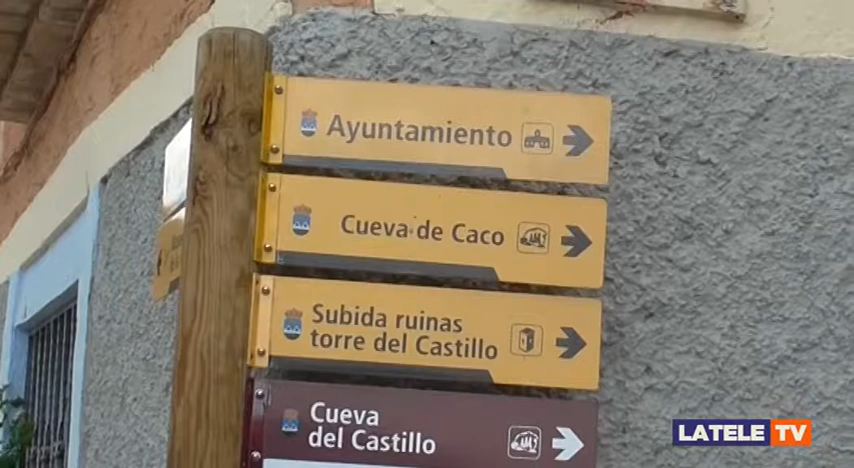 Ayuntamiento
Cueva de Caco
Subida ruinas
torre del Castillo
Cueva
del Castillo
LATELE TV